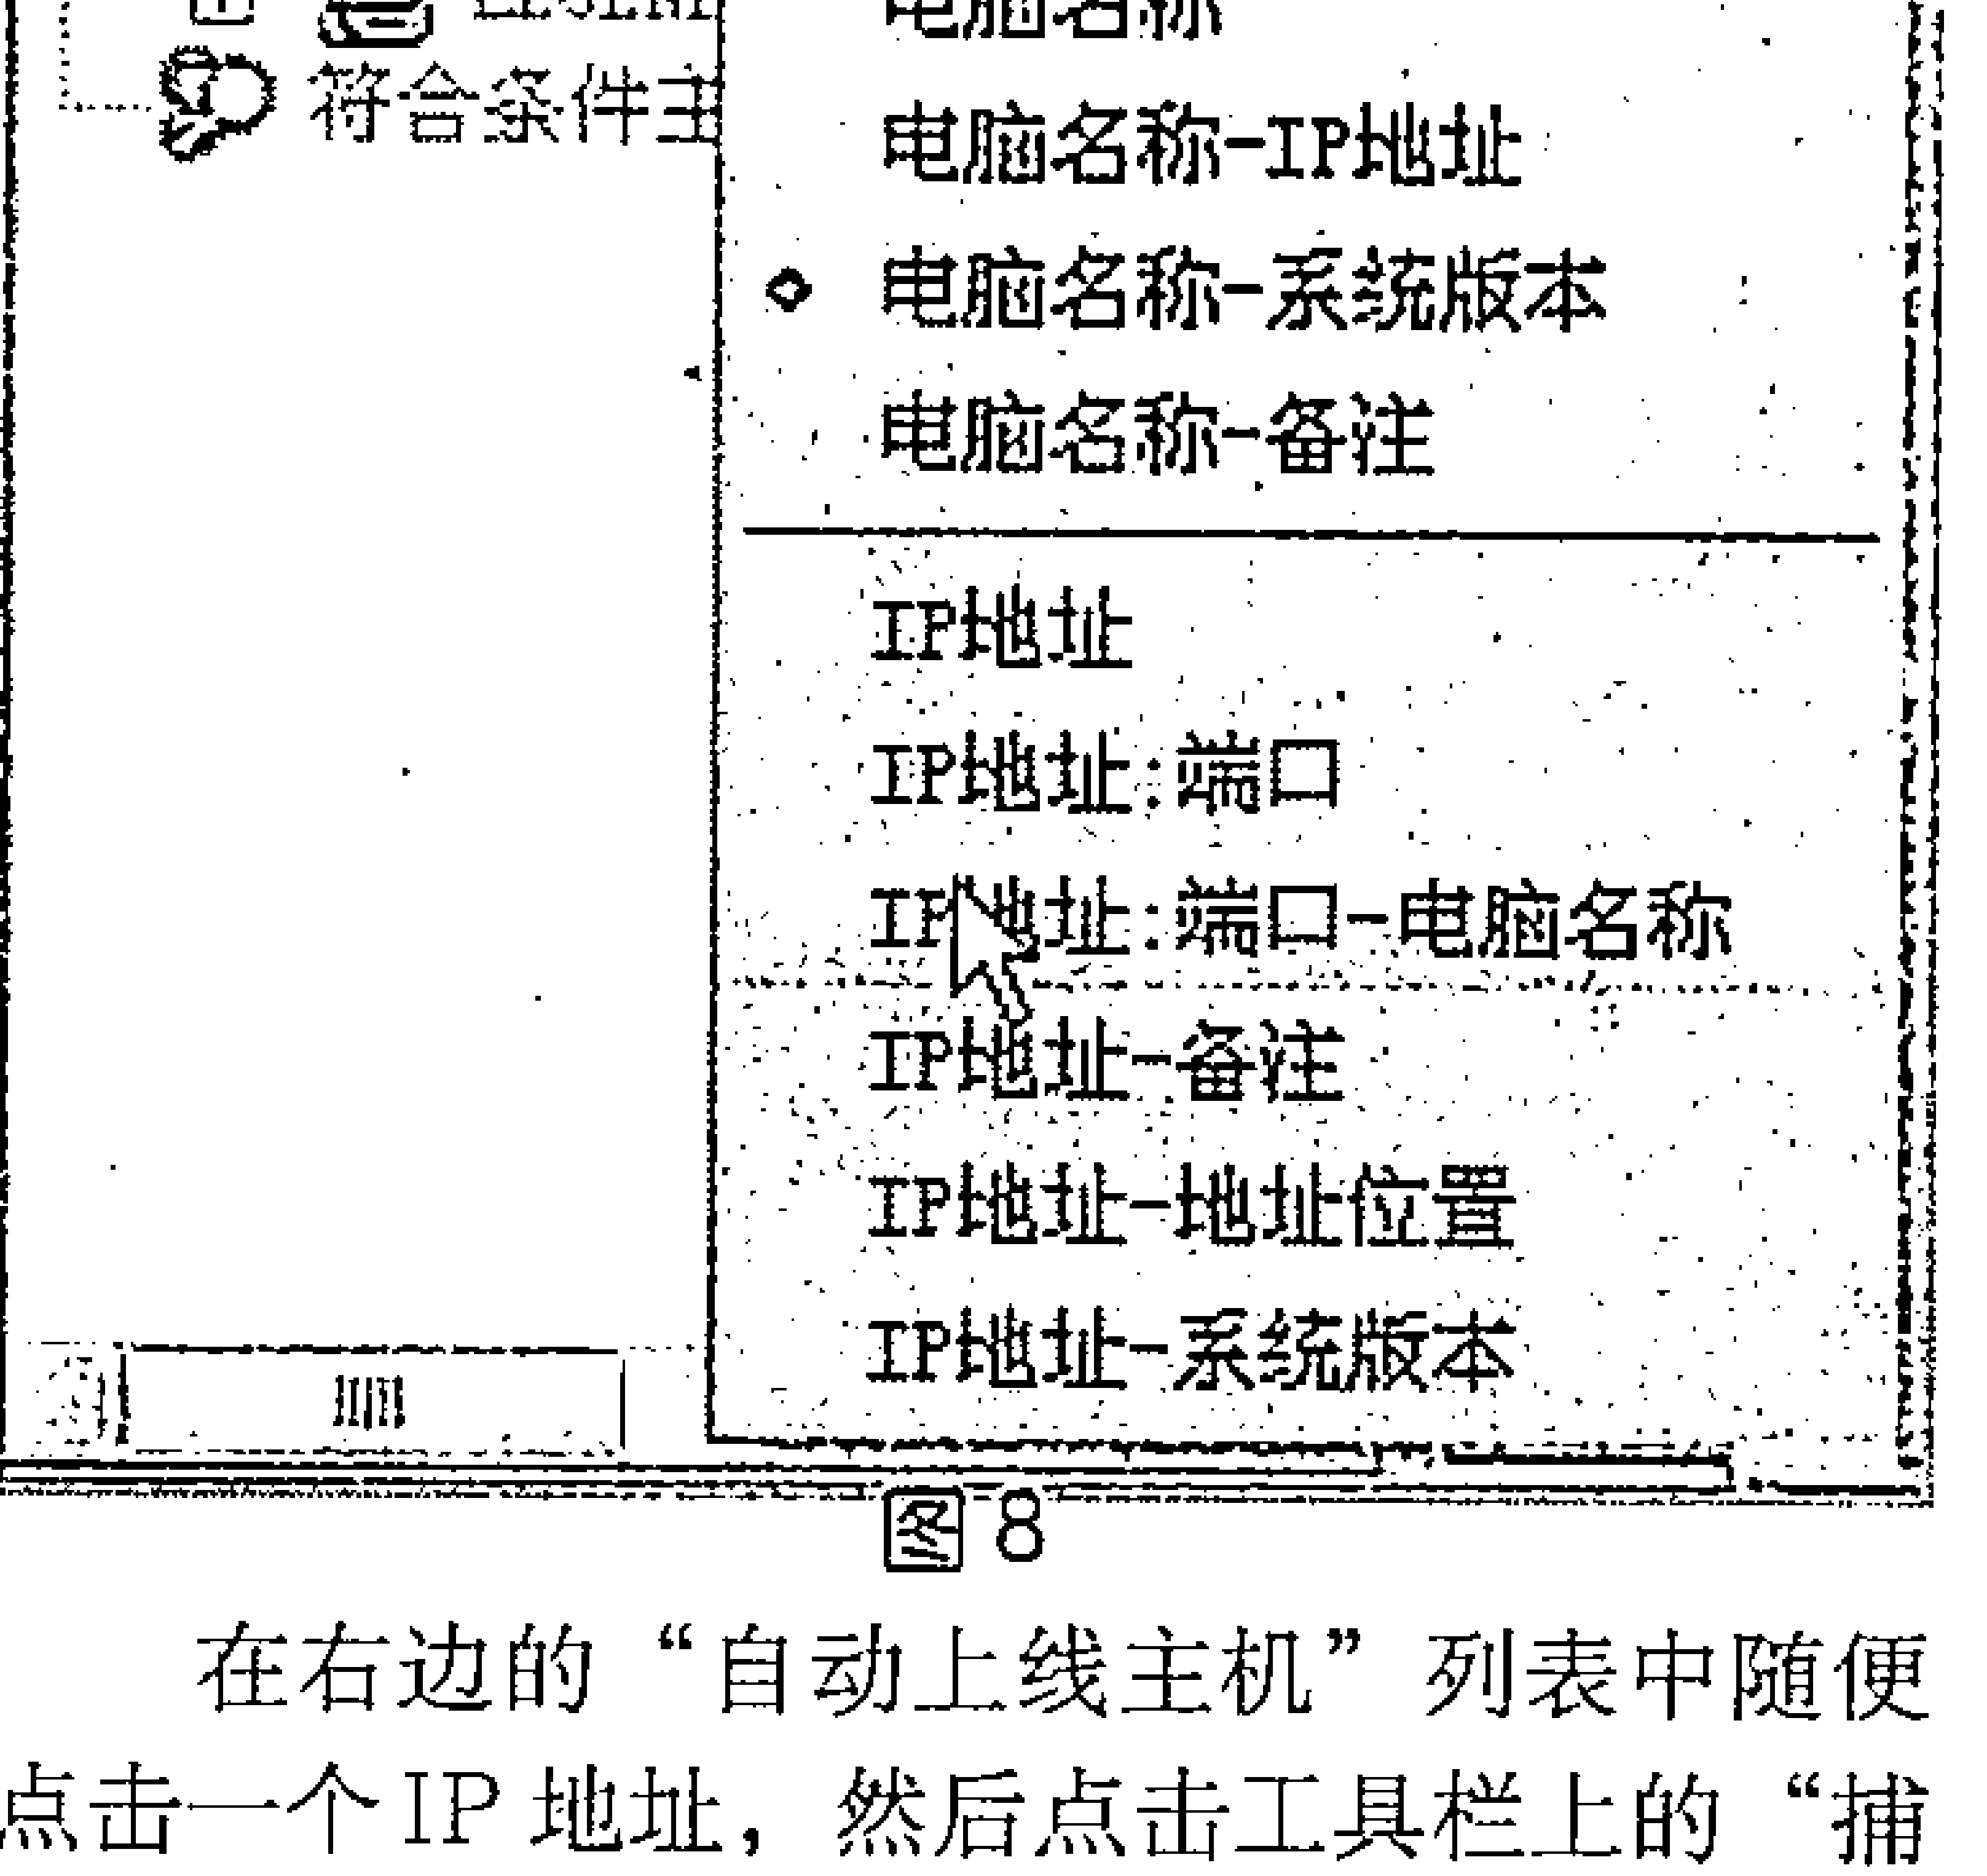 电脑名称
符合条件主
电脑名称-IP地址
电脑名称-系统版本
电脑名称-备注
IP地址
IP地址:端口
IP地址:端口-电脑名称
IP地址-备注
IP地址-地址位置
IP地址-系统版本
图 8
在右边的“自动上线主机”列表中随便
点击一个 IP 地址，然后点击工具栏上的“捕